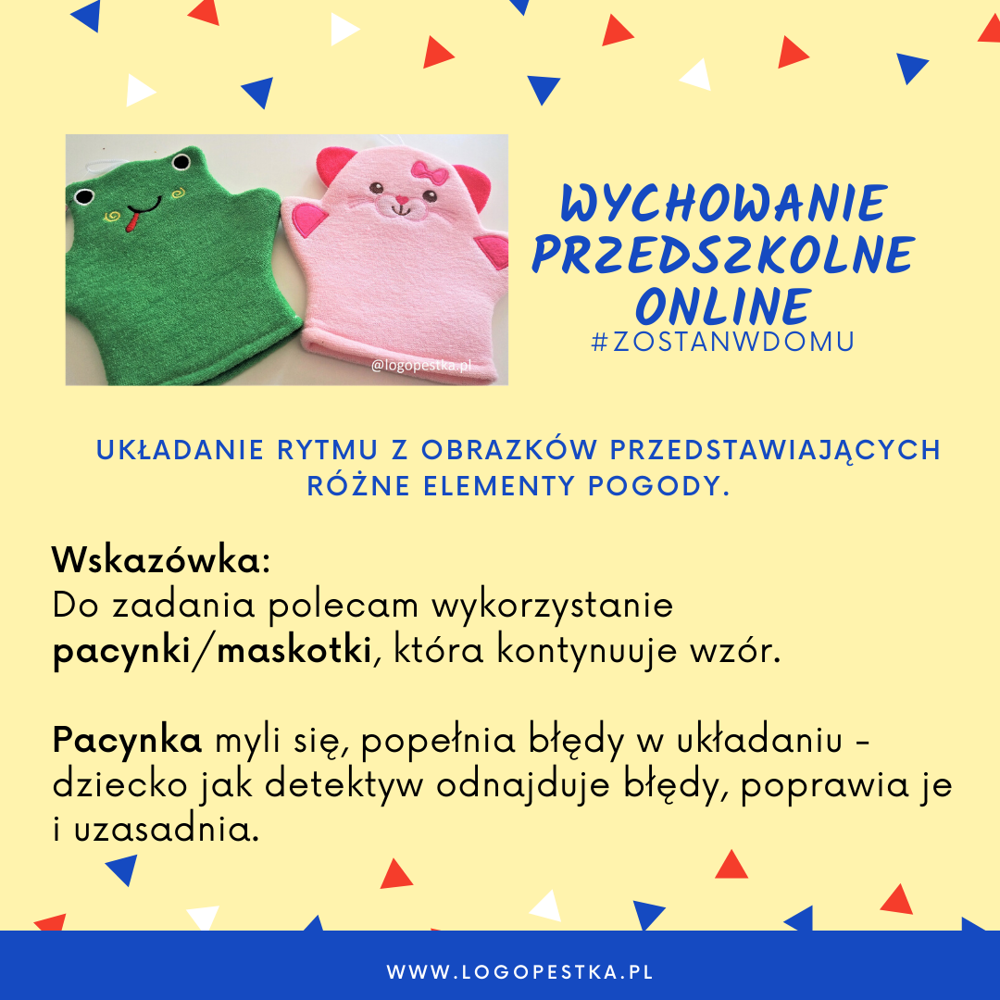 @logopestka.pl
WYCHOWANIE
PRZEDSZKOLNE
ONLINE
#ZOSTANWDOMU
UKŁADANIE RYTMU Z OBRAZKÓW PRZEDSTAWIAJĄCYCH
RÓŻNE ELEMENTY POGODY.
Wskazówka:
Do zadania polecam wykorzystanie
pacynki/maskotki, która kontynuuje wzór.
Pacynka myli się, popełnia błędy w układaniu -
dziecko jak detektyw odnajduje błędy, poprawia je
i uzasadnia.
WWW.LOGOPESTKA.PL